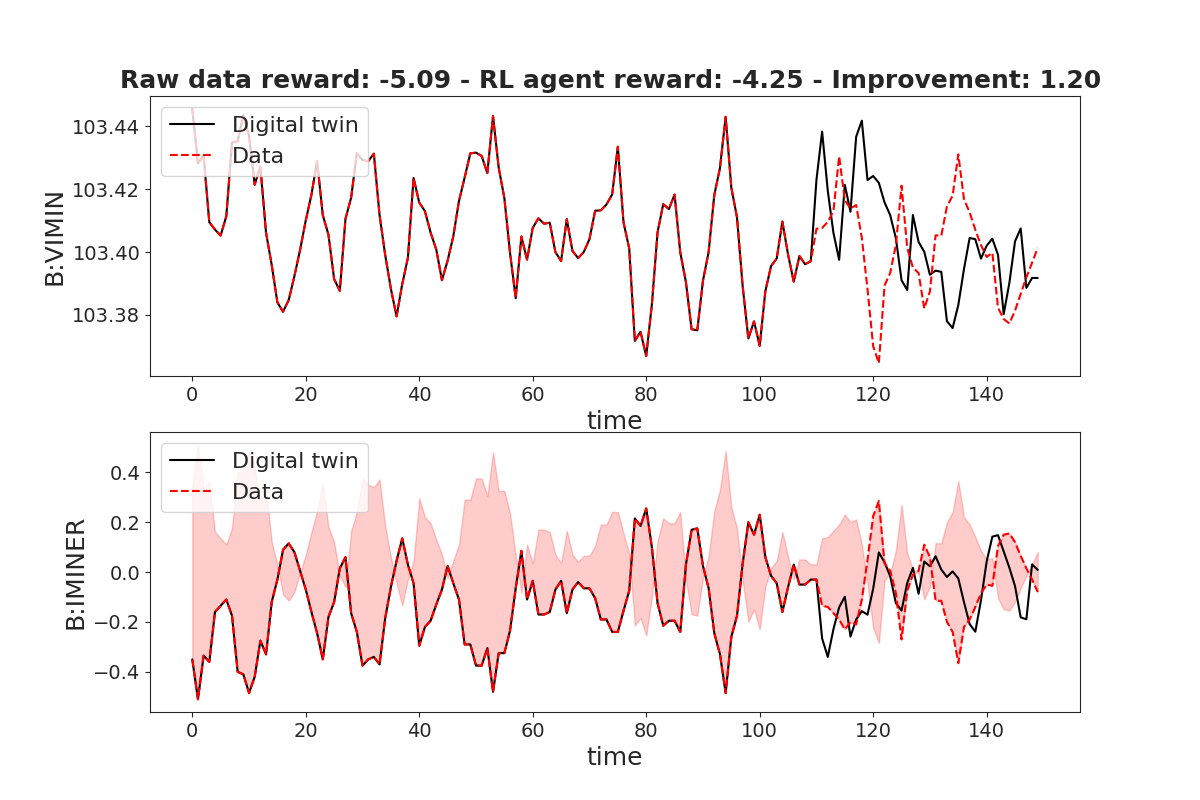 Raw data reward: -5.09 - RL agent reward: -4.25 - Improvement: 1.20
B:VIMIN
103.44
103.42
103.40
103.38
Digital twin
Data
0 20 40 60 80 100 120 140
time
B:IMINER
0.4
0.2
0.0
−0.2
−0.4
Digital twin
Data
0 20 40 60 80 100 120 140
time